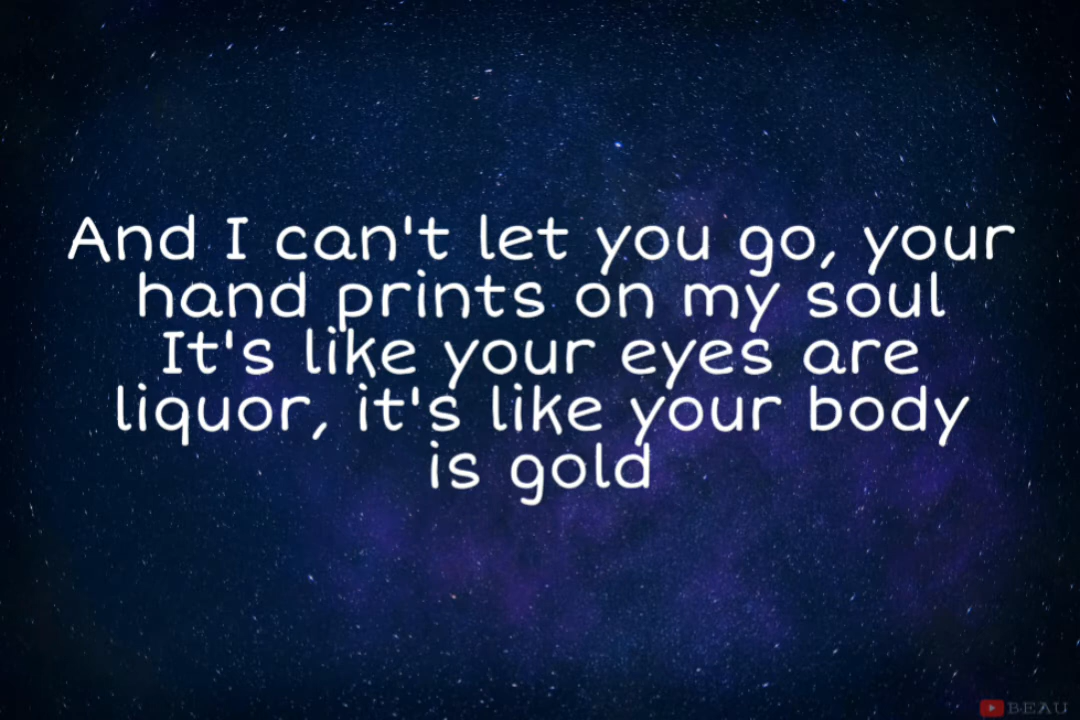 And I can't let you go, your
hand prints on my soul
It's like your eyes are
liquor, it's like your body
is gold
BEAU